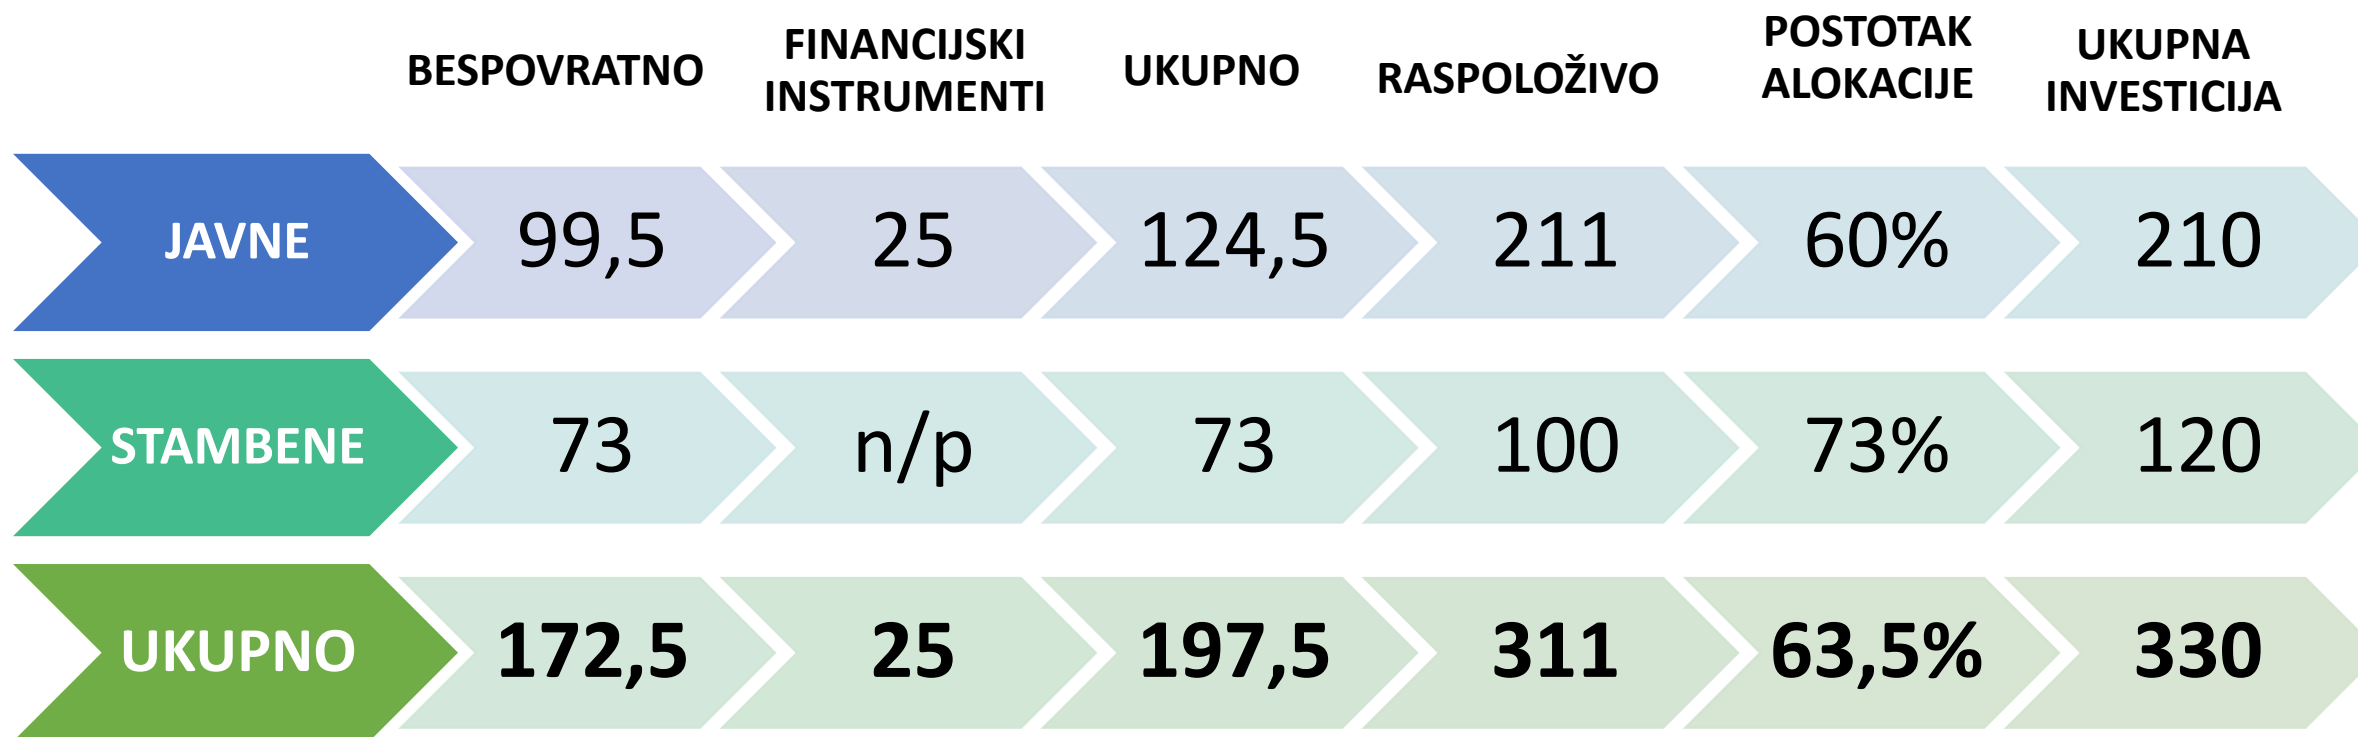 BESPOVRATNO
FINANCIJSKI
INSTRUMENTI
UKUPNO
RASPOLOŽIVO
POSTOTAK
ALOKACIJE
UKUPNA
INVESTICIJA
JAVNE 99,5 25 124,5 211 60% 210
STAMBENE 73 n/p 73 100 73% 120
UKUPNO 172,5 25 197,5 311 63,5% 330